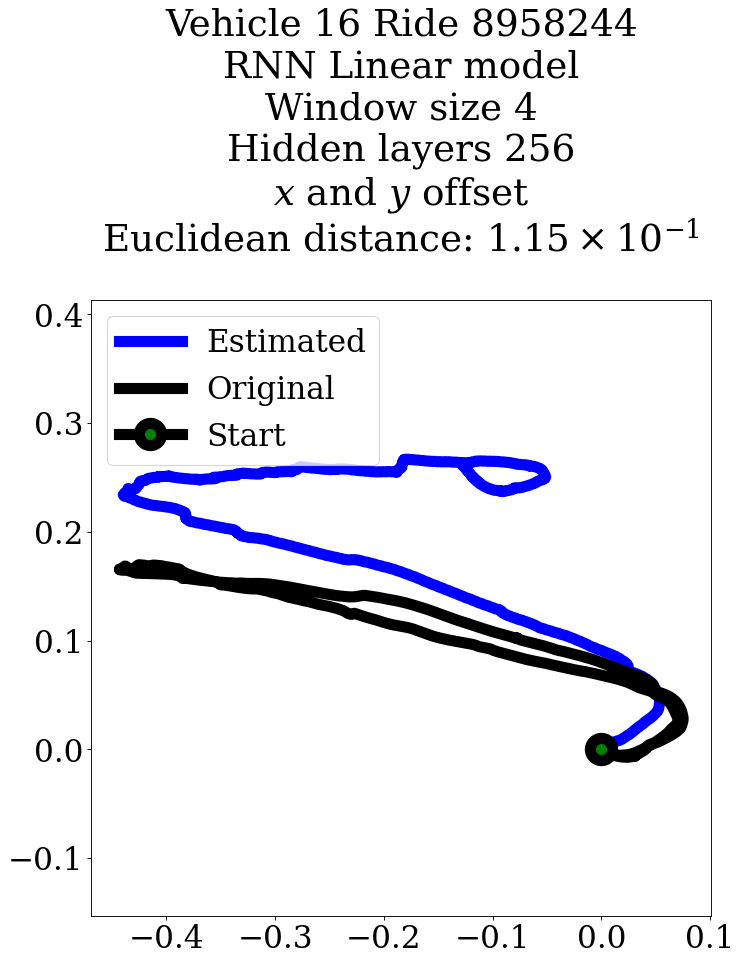 Vehicle 16 Ride 8958244
RNN Linear model
Window size 4
Hidden layers 256
x and y offset
Euclidean distance: 1.15 × 10⁻¹
Estimated
Original
Start
0.4
0.3
0.2
0.1
0.0
−0.1
−0.4 −0.3 −0.2 −0.1 0.0 0.1